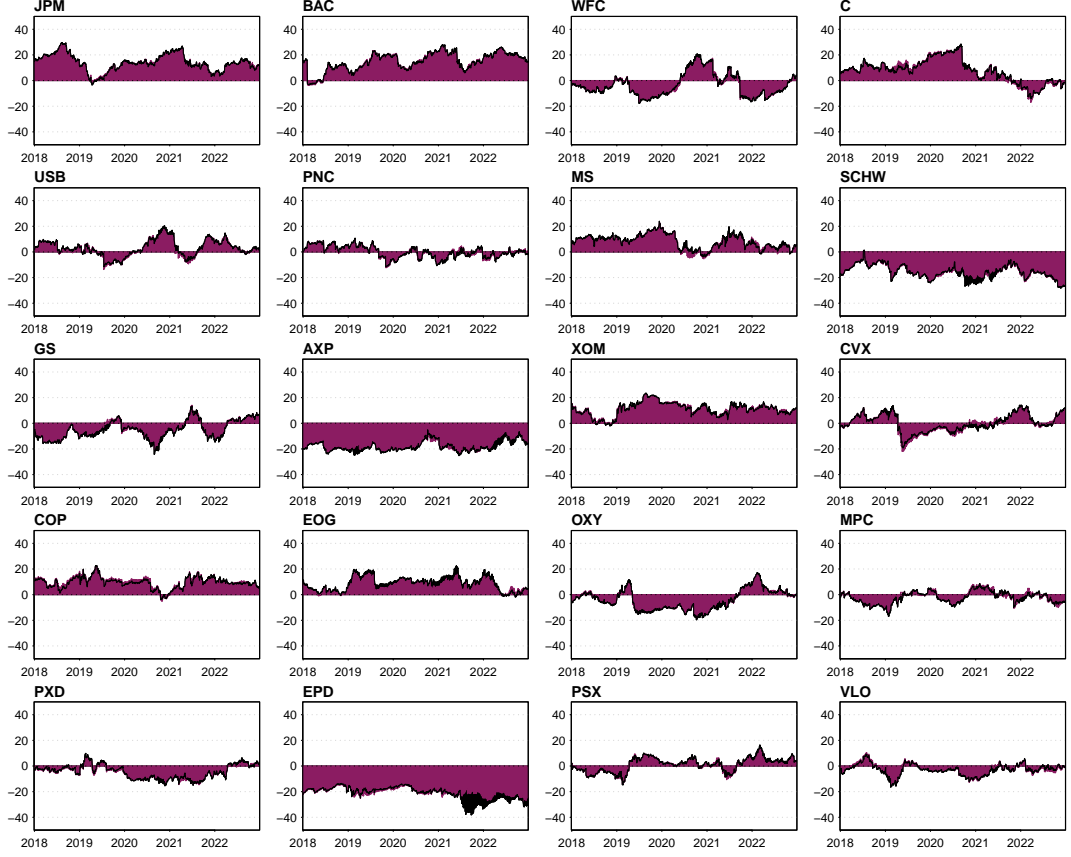 JPM BAC WFC C
40 40 40 40
20 20 20 20
0 0 0 0
−20 −20 −20 −20
−40 −40 −40 −40
2018 2019 2020 2021 2022 2018 2019 2020 2021 2022 2018 2019 2020 2021 2022 2018 2019 2020 2021 2022
USB PNC MS SCHW
40 40 40 40
20 20 20 20
0 0 0 0
−20 −20 −20 −20
−40 −40 −40 −40
2018 2019 2020 2021 2022 2018 2019 2020 2021 2022 2018 2019 2020 2021 2022 2018 2019 2020 2021 2022
GS AXP XOM CVX
40 40 40 40
20 20 20 20
0 0 0 0
−20 −20 −20 −20
−40 −40 −40 −40
2018 2019 2020 2021 2022 2018 2019 2020 2021 2022 2018 2019 2020 2021 2022 2018 2019 2020 2021 2022
COP EOG OXY MPC
40 40 40 40
20 20 20 20
0 0 0 0
−20 −20 −20 −20
−40 −40 −40 −40
2018 2019 2020 2021 2022 2018 2019 2020 2021 2022 2018 2019 2020 2021 2022 2018 2019 2020 2021 2022
PXD EPD PSX VLO
40 40 40 40
20 20 20 20
0 0 0 0
−20 −20 −20 −20
−40 −40 −40 −40
2018 2019 2020 2021 2022 2018 2019 2020 2021 2022 2018 2019 2020 2021 2022 2018 2019 2020 2021 2022